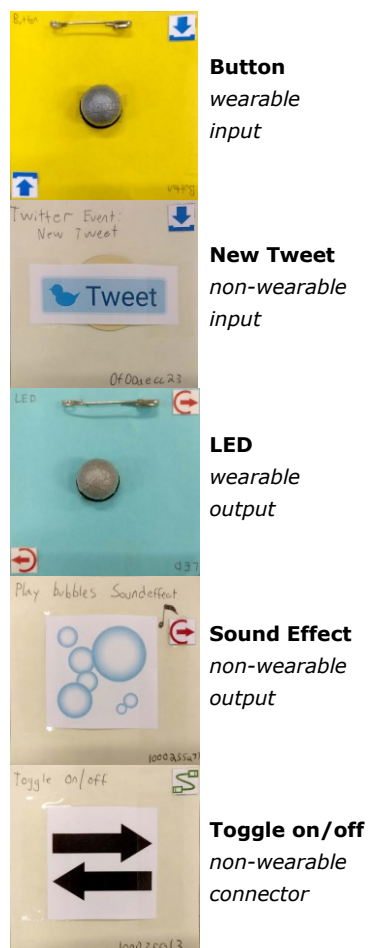 Button
Button
wearable
input
Twitter Event:
New Tweet
Tweet
0f00aecc23
New Tweet
non-wearable
input
LED
LED
wearable
output
Play bubbles Soundeffect
Sound Effect
non-wearable
output
Toggle on/off
Toggle on/off
non-wearable
connector